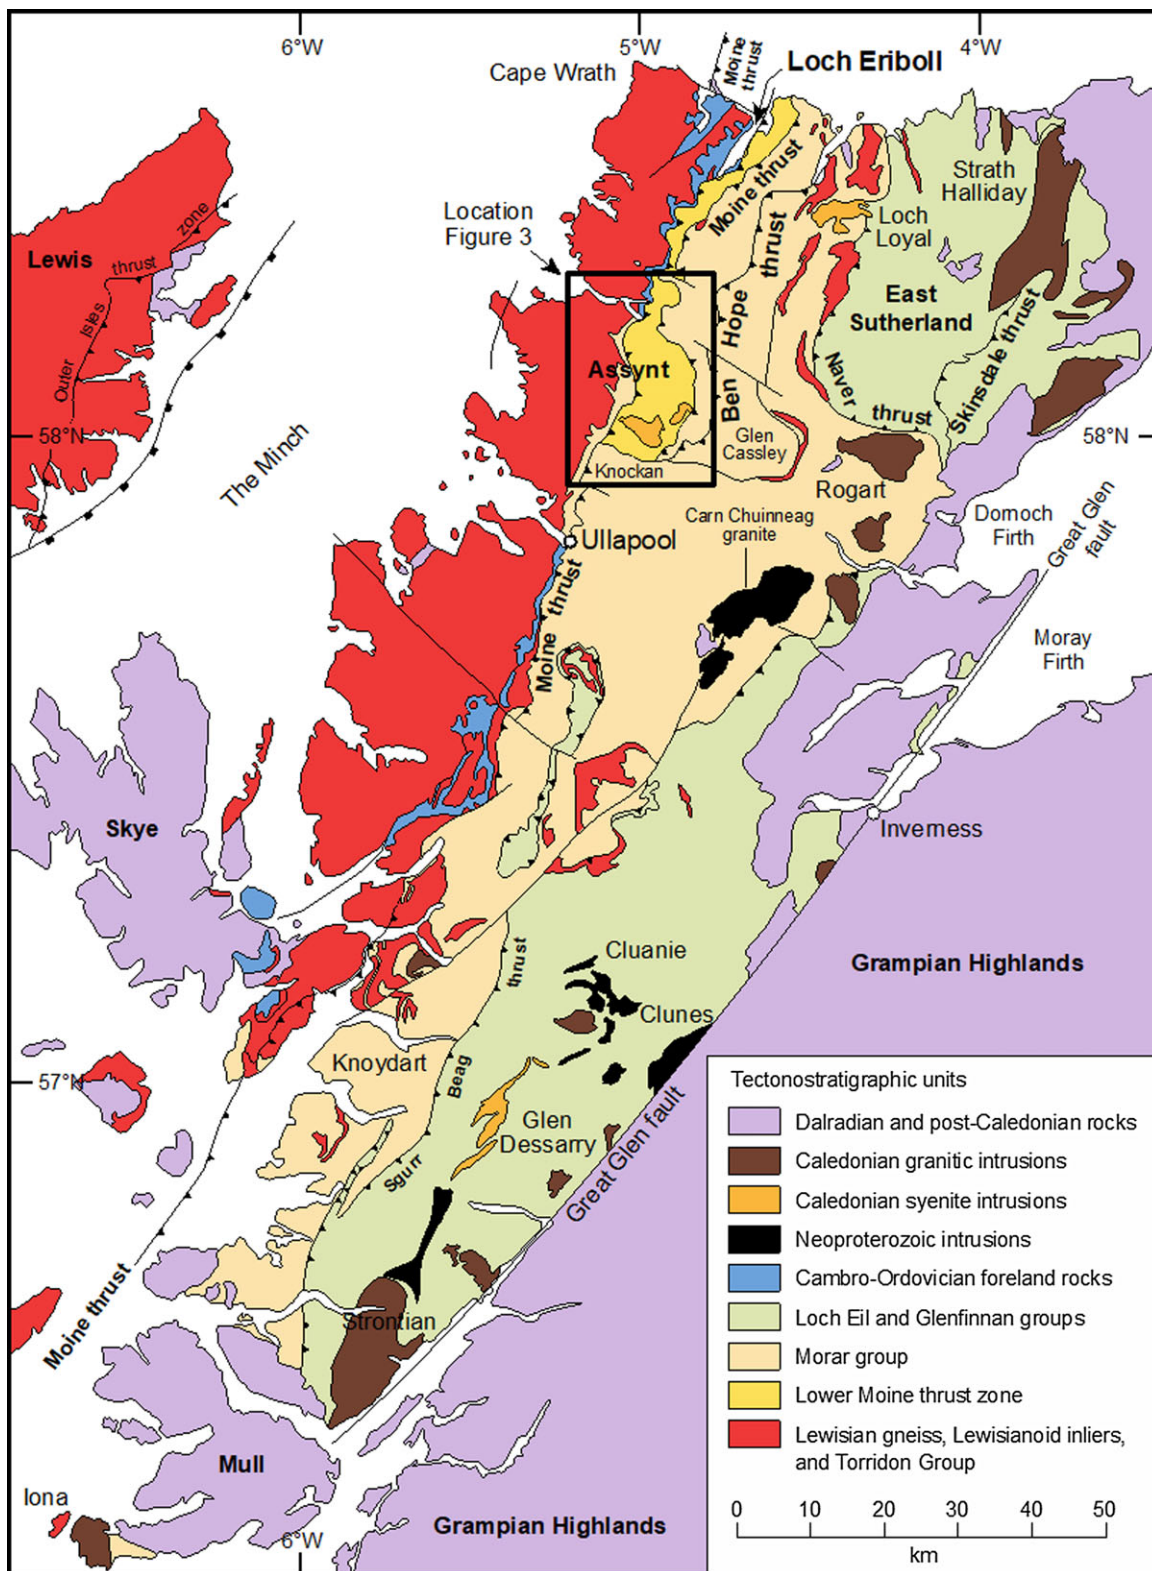 6°W
5°W
4°W
Cape Wrath
Moine
thrust
Loch Eriboll
Moine thrust
Strath
Halliday
Location
Figure 3
Loch
Loyal
zone
Lewis
thrust
Isles
Outer
Hope
thrust
East
Sutherland
Assynt
Ben
Naver
thrust
Skinsdale thrust
58°N
58°N
The Minch
Glen
Cassley
Knockan
Rogart
Carn Chuinneag
granite
Ullapool
Dornoch
Firth
Great Glen
fault
Moine
thrust
Moray
Firth
Skye
Inverness
thrust
Cluanie
Grampian Highlands
Clunes
Knoydart
57°N
Beag
Glen
Dessarry
Sgurr
Great Glen fault
Moine thrust
Strontian
Mull
Iona
6°W
Grampian Highlands
Tectonostratigraphic units
Dalradian and post-Caledonian rocks
Caledonian granitic intrusions
Caledonian syenite intrusions
Neoproterozoic intrusions
Cambro-Ordovician foreland rocks
Loch Eil and Glenfinnan groups
Morar group
Lower Moine thrust zone
Lewisian gneiss, Lewisianoid inliers,
and Torridon Group
0 10 20 30 40 50
km